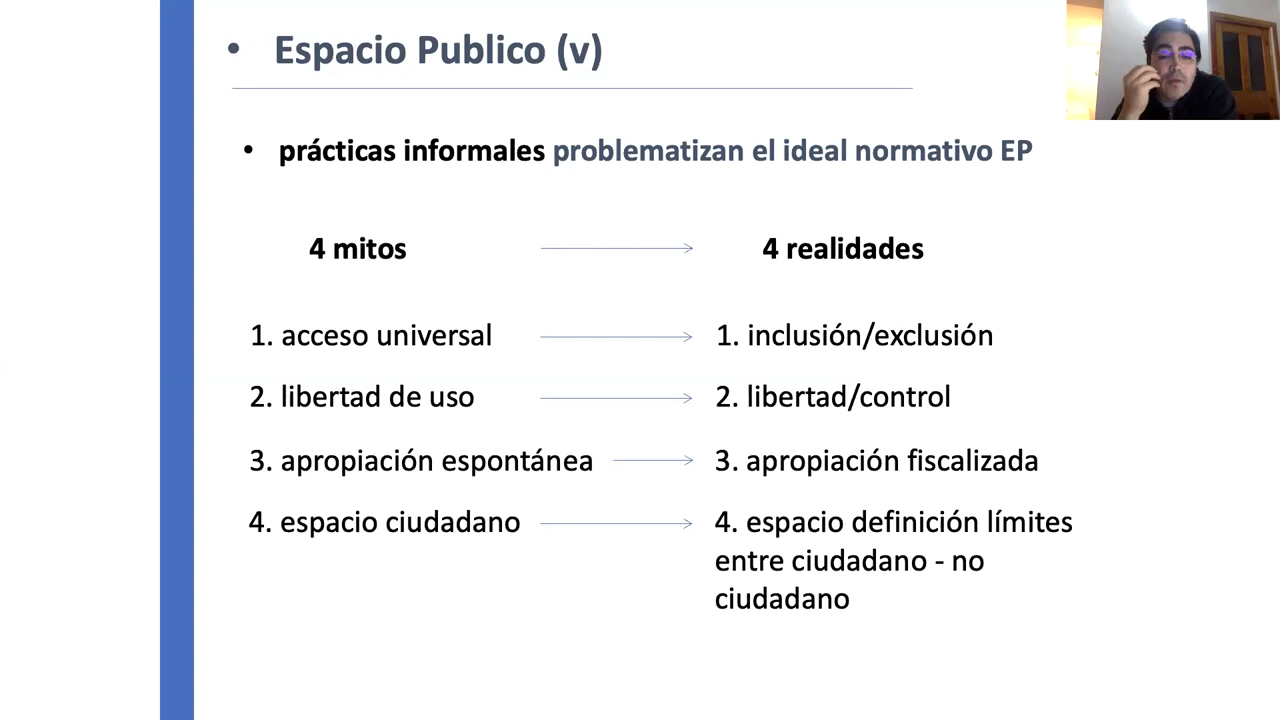 • Espacio Publico (v)
• prácticas informales problematizan el ideal normativo EP
4 mitos
4 realidades
1. acceso universal
1. inclusión/exclusión
2. libertad de uso
2. libertad/control
3. apropiación espontánea
3. apropiación fiscalizada
4. espacio ciudadano
4. espacio definición límites
entre ciudadano - no
ciudadano